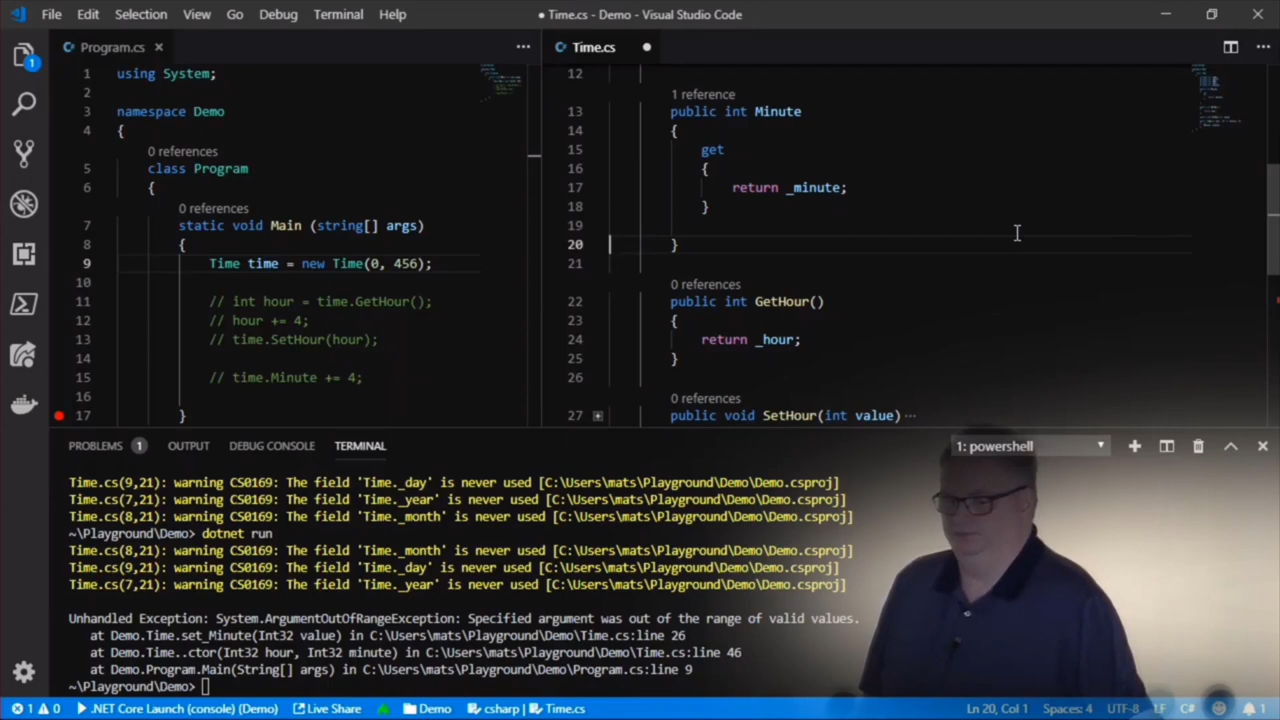 File Edit Selection View Go Debug Terminal Help
● Time.cs - Demo - Visual Studio Code
Program.cs
Time.cs
1 using System;
2
3 namespace Demo
4 {
0 references
5 class Program
6 {
0 references
7 static void Main (string[] args)
8 {
9 Time time = new Time(0, 456);
10
11 // int hour = time.GetHour();
12 // hour += 4;
13 // time.SetHour(hour);
14
15 // time.Minute += 4;
16
17 }
12
1 reference
13 public int Minute
14 {
15 get
16 {
17 return _minute;
18 }
19
20 }
21
0 references
22 public int GetHour()
23 {
24 return _hour;
25 }
26
0 references
27 public void SetHour(int value)···
1
PROBLEMS 1 OUTPUT DEBUG CONSOLE TERMINAL
1: powershell
Time.cs(9,21): warning CS0169: The field 'Time._day' is never used [C:\Users\mats\Playground\Demo\Demo.csproj]
Time.cs(7,21): warning CS0169: The field 'Time._year' is never used [C:\Users\mats\Playground\Demo\Demo.csproj]
Time.cs(8,21): warning CS0169: The field 'Time._month' is never used [C:\Users\mats\Playground\Demo\Demo.csproj]
~\Playground\Demo> dotnet run
Time.cs(8,21): warning CS0169: The field 'Time._month' is never used [C:\Users\mats\Playground\Demo\Demo.csproj]
Time.cs(9,21): warning CS0169: The field 'Time._day' is never used [C:\Users\mats\Playground\Demo\Demo.csproj]
Time.cs(7,21): warning CS0169: The field 'Time._year' is never used [C:\Users\mats\Playground\Demo\Demo.csproj]
Unhandled Exception: System.ArgumentOutOfRangeException: Specified argument was out of the range of valid values.
at Demo.Time.set_Minute(Int32 value) in C:\Users\mats\Playground\Demo\Time.cs:line 26
at Demo.Time..ctor(Int32 hour, Int32 minute) in C:\Users\mats\Playground\Demo\Time.cs:line 46
at Demo.Program.Main(String[] args) in C:\Users\mats\Playground\Demo\Program.cs:line 9
~\Playground\Demo>
1 0 .NET Core Launch (console) (Demo) Live Share Demo csharp | Time.cs Ln 20, Col 1 Spaces: 4 UTF-8 LF C# 1